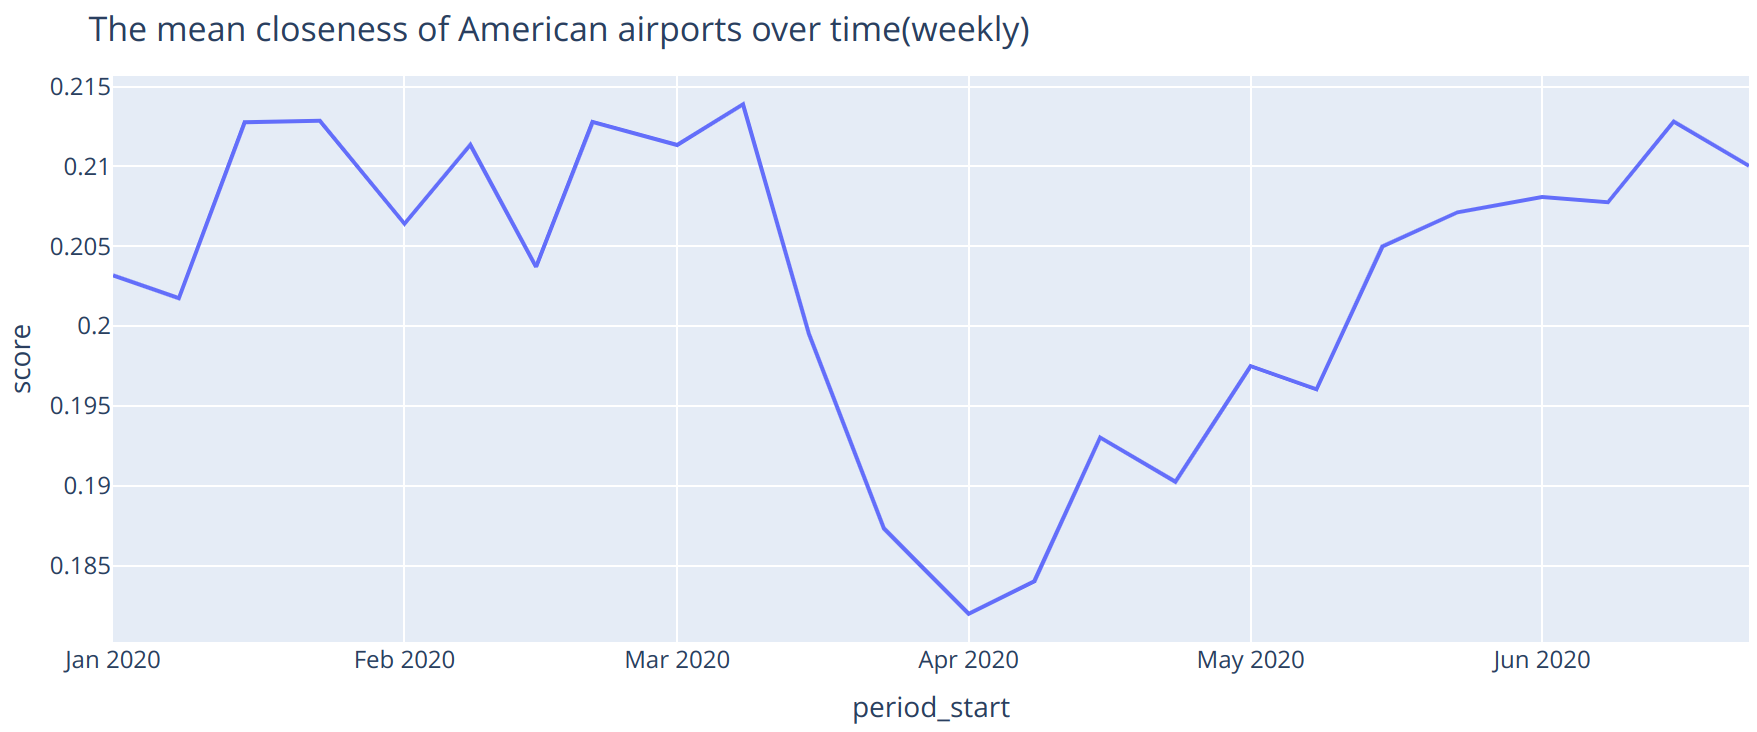 The mean closeness of American airports over time(weekly)
0.215
0.21
0.205
0.2
0.195
0.19
0.185
score
Jan 2020 Feb 2020 Mar 2020 Apr 2020 May 2020 Jun 2020
period_start